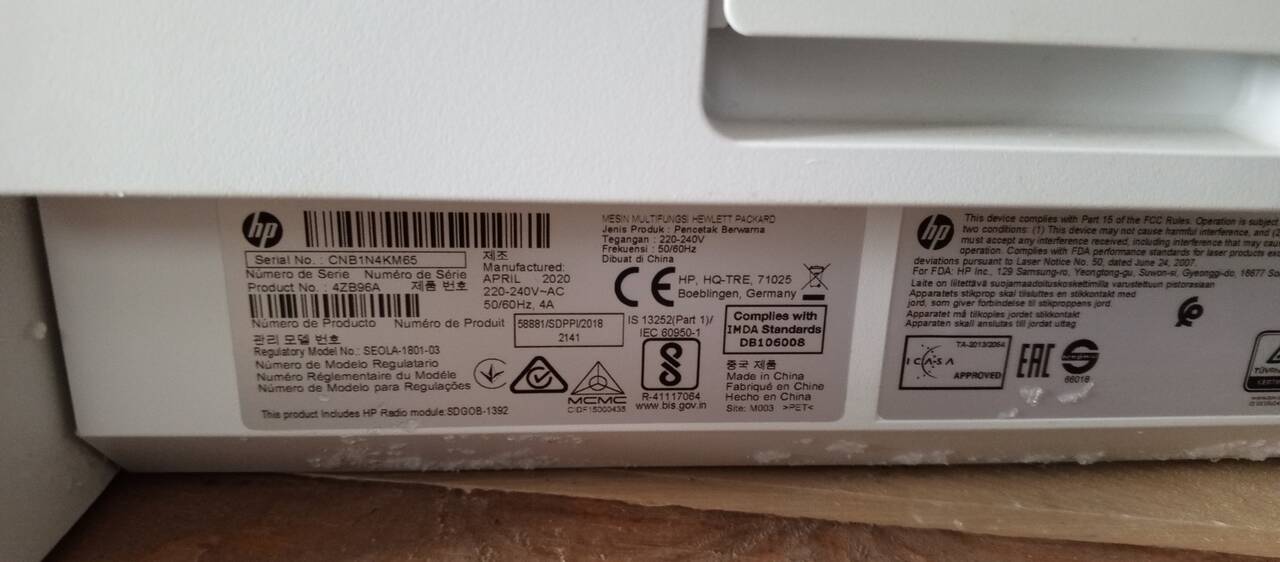 hp
Serial No.: CNB1N4KM65
Número de Serie Numéro de Série
Product No. : 4ZB96A 제품 번호
Número de Producto Numéro de Produit
관리 모델 번호
Regulatory Model No.: SEOLA-1801-03
Número de Modelo Regulatario
Numéro Réglementaire du Modéle
Número de Modelo para Regulações
This product Includes HP Radio module:SDGOB-1392
제조
Manufactured:
APRIL 2020
220-240V~AC
50/60Hz, 4A
58881/SDPPI/2018
2141
MCMC
CIDF15000435
MESIN MULTIFUNGSI HEWLETT PACKARD
Jenis Produk : Pencetak Berwarna
Tegangan : 220-240V
Frekuensi : 50/60Hz
Dibuat di China
CE
HP, HQ-TRE, 71025
Boeblingen, Germany
IS 13252(Part 1)/
IEC 60950-1
R-41117064
www.bis.gov.in
Complies with
IMDA Standards
DB106008
중국 제품
Made in China
Fabriqué en Chine
Hecho en China
Site: M003 >PET<
hp
This device complies with Part 15 of the FCC Rules. Operation is subject
two conditions: (1) This device may not cause harmful interference, and (2
must accept any interference received, including interference that may ca
operation. Complies with FDA performance standards for laser products exc
deviations pursuant to Laser Notice No. 50, dated June 24, 2007.
For FDA: HP Inc., 129 Samsung-ro, Yeongtong-gu, Suwon-si, Gyeonggi-do, 16677 So
Laite on liitettävä suojamaadoituskoskettimilla varustettuun pistorasiaan
Apparatets stikprop skal tilsluttes en stikkontakt med
jord, som giver forbindelse til stikproppens jord.
Apparatet må tilkoples jordet stikkontakt
Apparaten skall anslutas till jordat uttag
TA-2013/2064
ICASA
APPROVED
EAC
66018
TÜVRh
CERTIF